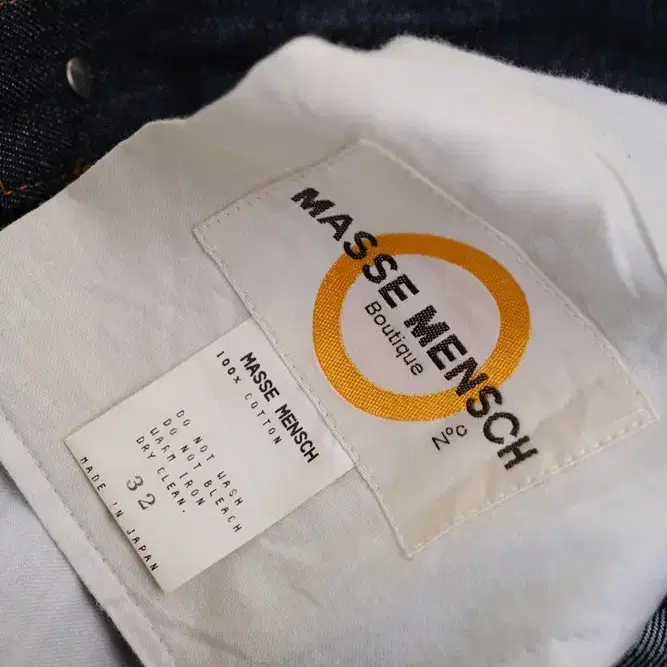 MASSE MENSCH
Boutique
Nºc
MASSE MENSCH
100% COTTON
DO NOT WASH
DO NOT BLEACH
WARM IRON
DRY CLEAN.
32
MADE IN JAPAN